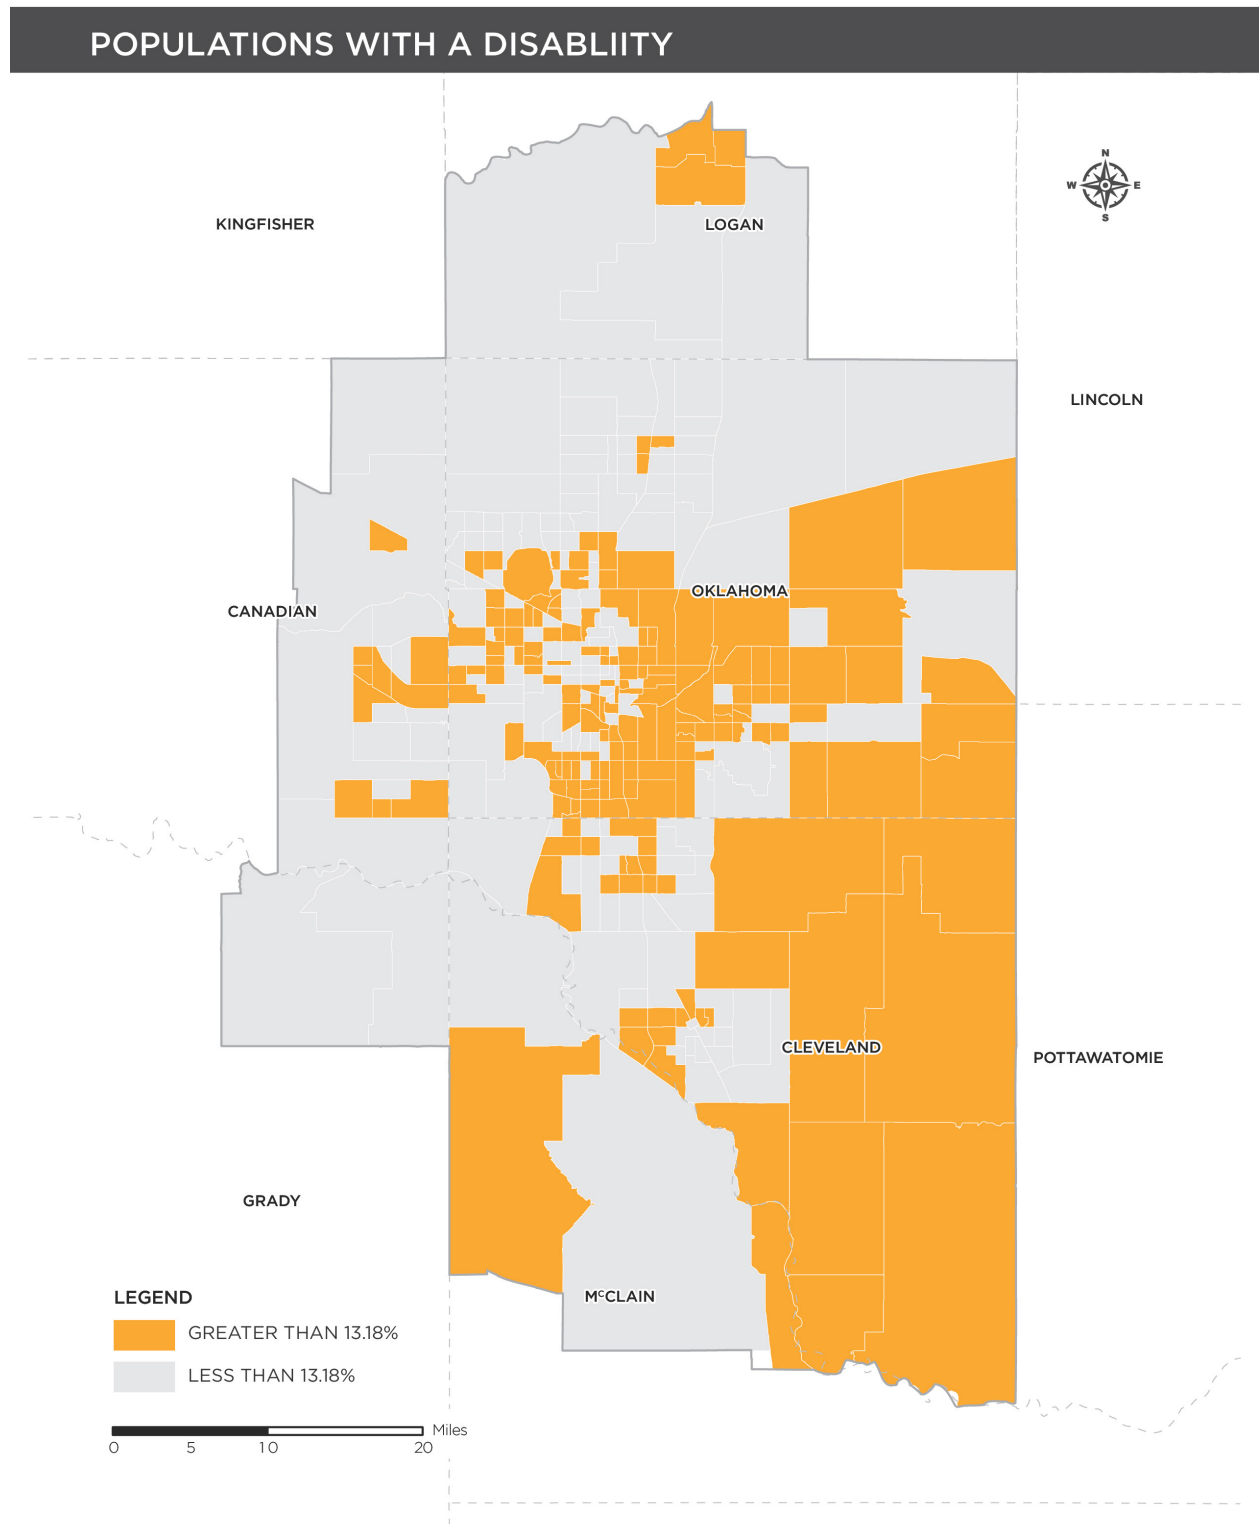 POPULATIONS WITH A DISABLIITY
N
W E
S
KINGFISHER
LOGAN
LINCOLN
OKLAHOMA
CANADIAN
CLEVELAND
POTTAWATOMIE
GRADY
MCCLAIN
LEGEND
GREATER THAN 13.18%
LESS THAN 13.18%
Miles
0 5 10 20